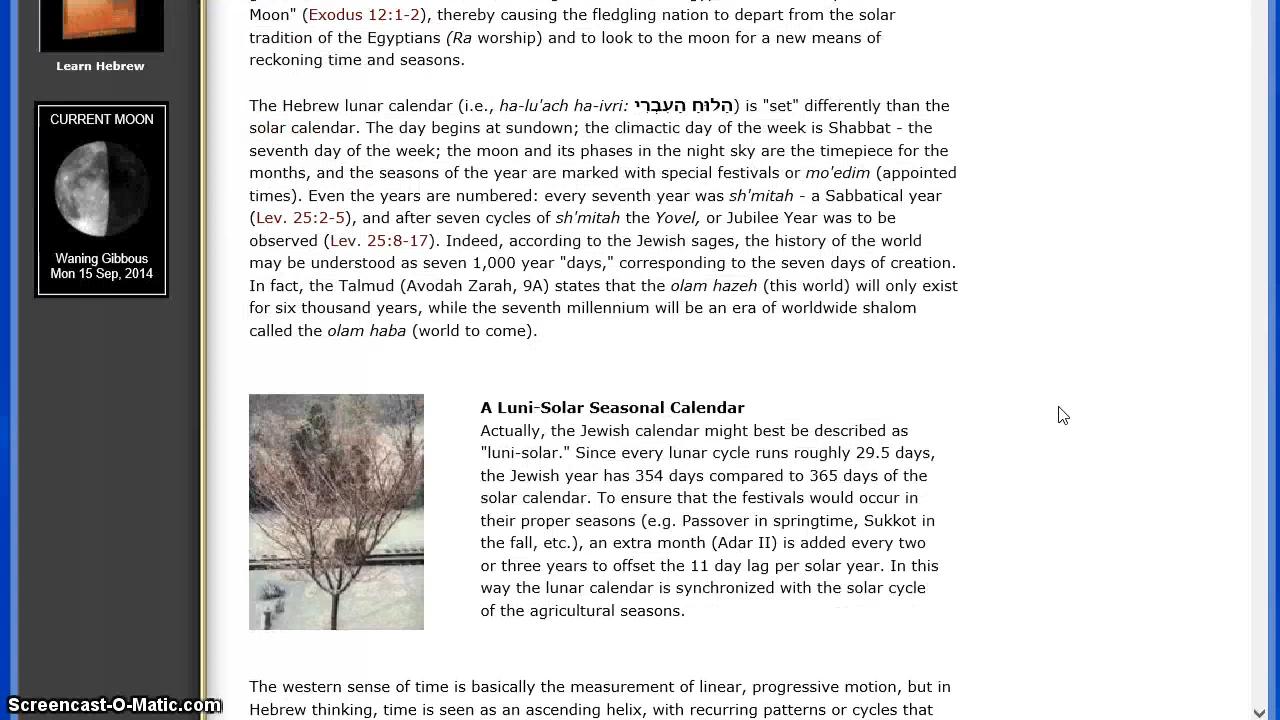 Moon" (Exodus 12:1-2), thereby causing the fledgling nation to depart from the solar
tradition of the Egyptians (Ra worship) and to look to the moon for a new means of
reckoning time and seasons.
Learn Hebrew
CURRENT MOON
Waning Gibbous
Mon 15 Sep, 2014
The Hebrew lunar calendar (i.e., ha-lu'ach ha-ivri: הַלּוּחַ הַעִבְרִי) is "set" differently than the
solar calendar. The day begins at sundown; the climactic day of the week is Shabbat - the
seventh day of the week; the moon and its phases in the night sky are the timepiece for the
months, and the seasons of the year are marked with special festivals or mo'edim (appointed
times). Even the years are numbered: every seventh year was sh'mitah - a Sabbatical year
(Lev. 25:2-5), and after seven cycles of sh'mitah the Yovel, or Jubilee Year was to be
observed (Lev. 25:8-17). Indeed, according to the Jewish sages, the history of the world
may be understood as seven 1,000 year "days," corresponding to the seven days of creation.
In fact, the Talmud (Avodah Zarah, 9A) states that the olam hazeh (this world) will only exist
for six thousand years, while the seventh millennium will be an era of worldwide shalom
called the olam haba (world to come).
A Luni-Solar Seasonal Calendar
Actually, the Jewish calendar might best be described as
"luni-solar." Since every lunar cycle runs roughly 29.5 days,
the Jewish year has 354 days compared to 365 days of the
solar calendar. To ensure that the festivals would occur in
their proper seasons (e.g. Passover in springtime, Sukkot in
the fall, etc.), an extra month (Adar II) is added every two
or three years to offset the 11 day lag per solar year. In this
way the lunar calendar is synchronized with the solar cycle
of the agricultural seasons.
The western sense of time is basically the measurement of linear, progressive motion, but in
Hebrew thinking, time is seen as an ascending helix, with recurring patterns or cycles that
Screencast-O-Matic.com